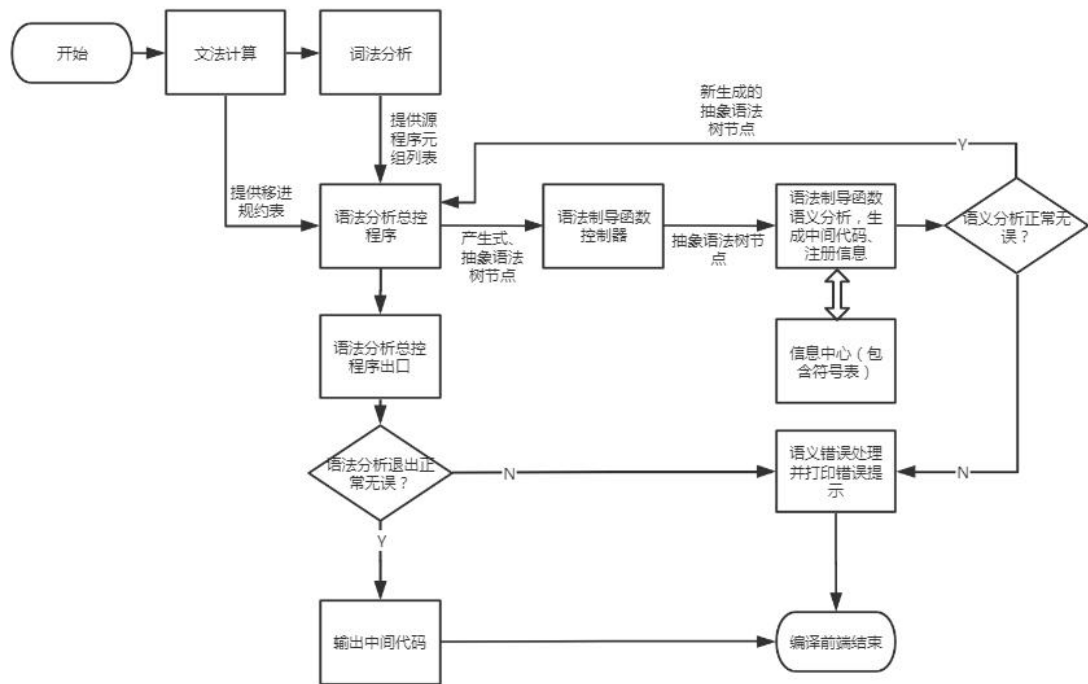 开始
文法计算
词法分析
提供源
程序元
组列表
新生成的
抽象语法
树节点
Y
提供移进
规约表
语法分析总控
程序
产生式、
抽象语法
树节点
语法制导函数
控制器
抽象语法树节
点
语法制导函数
语义分析，生
成中间代码、
注册信息
语义分析正常无
误？
语法分析总控
程序出口
信息中心（包
含符号表）
语法分析退出正
常无误？
N
语义错误处理
并打印错误提
示
N
Y
输出中间代码
编译前端结束